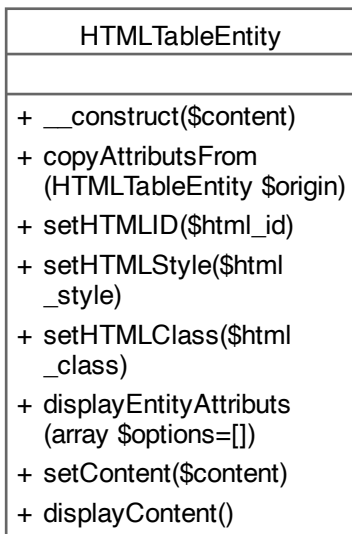 HTMLTableEntity
+ __construct($content)
+ copyAttributsFrom
(HTMLTableEntity $origin)
+ setHTMLID($html_id)
+ setHTMLStyle($html
_style)
+ setHTMLClass($html
_class)
+ displayEntityAttributs
(array $options=[])
+ setContent($content)
+ displayContent()